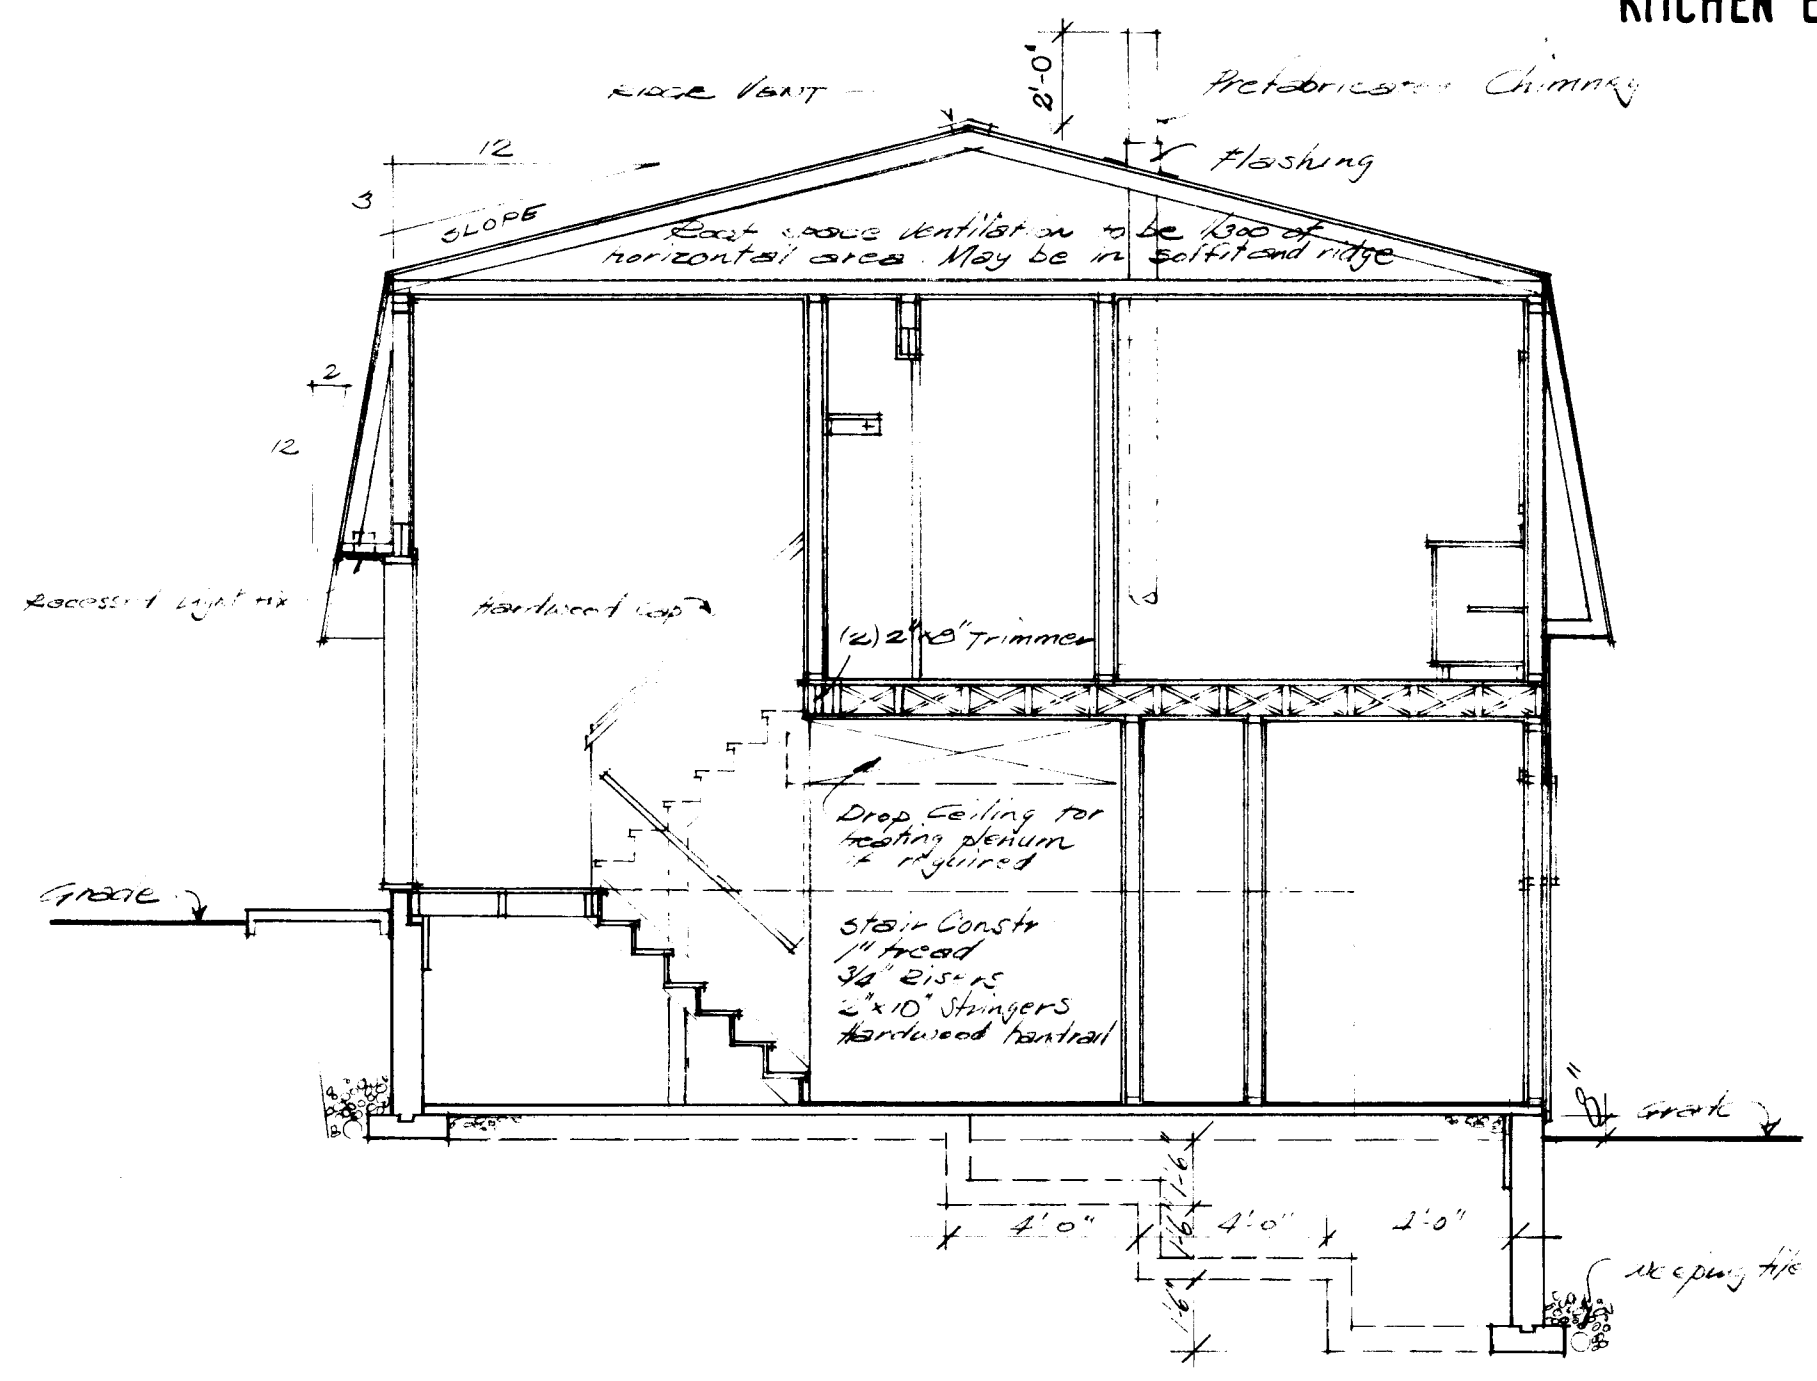 KITCHEN E
RIDGE VENT
2'-0"
Prefabricated Chimney
Flashing
12
3
SLOPE
Roof space ventilation to be 1/300 of
horizontal area. May be in soffit and ridge
2
12
Recessed Light Fix
Hardwood cap
(2) 2"x8" Trimmer
Drop Ceiling for
heating plenum
if required
Grade
Stair Constr
1" tread
3/4" Risers
2"x10" Stringers
Hardwood handrail
8"
Grade
1'-6"
1'-6"
1'-6"
4'-0"
4'-0"
4'-0"
weeping tile